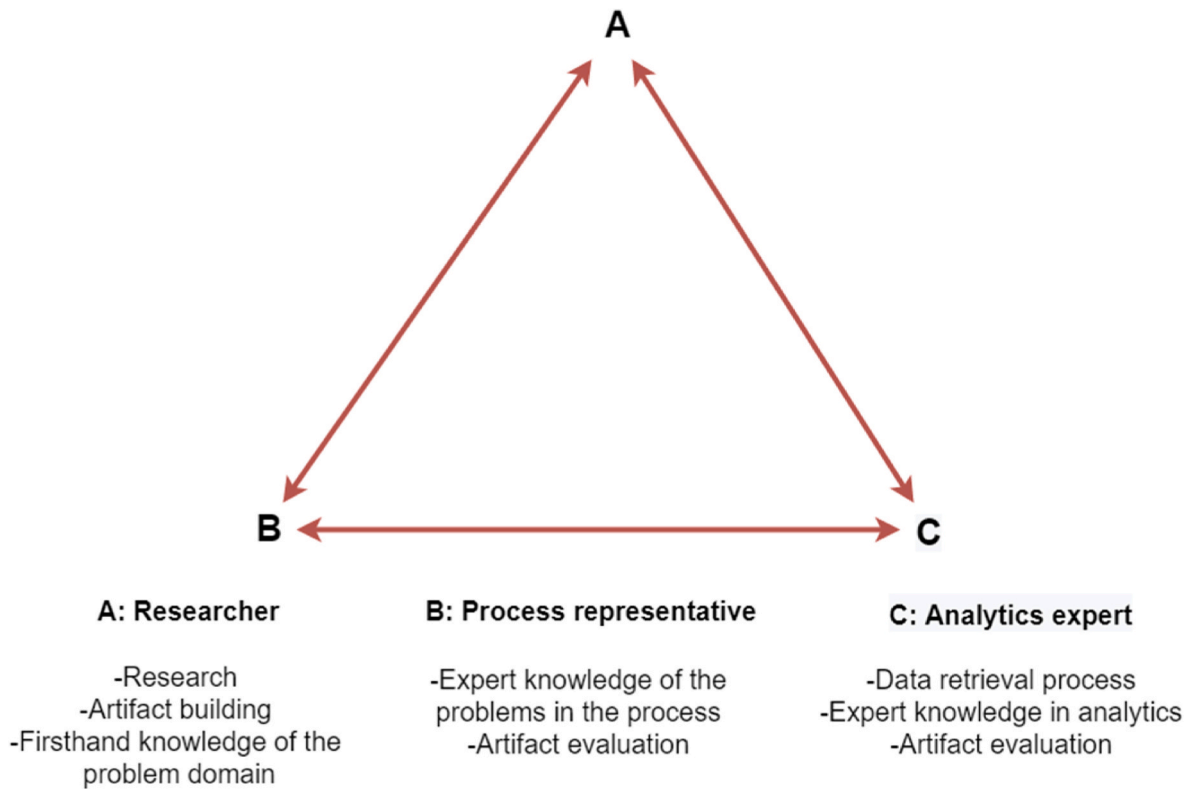 A
B
C
A: Researcher
-Research
-Artifact building
-Firsthand knowledge of the
problem domain
B: Process representative
-Expert knowledge of the
problems in the process
-Artifact evaluation
C: Analytics expert
-Data retrieval process
-Expert knowledge in analytics
-Artifact evaluation